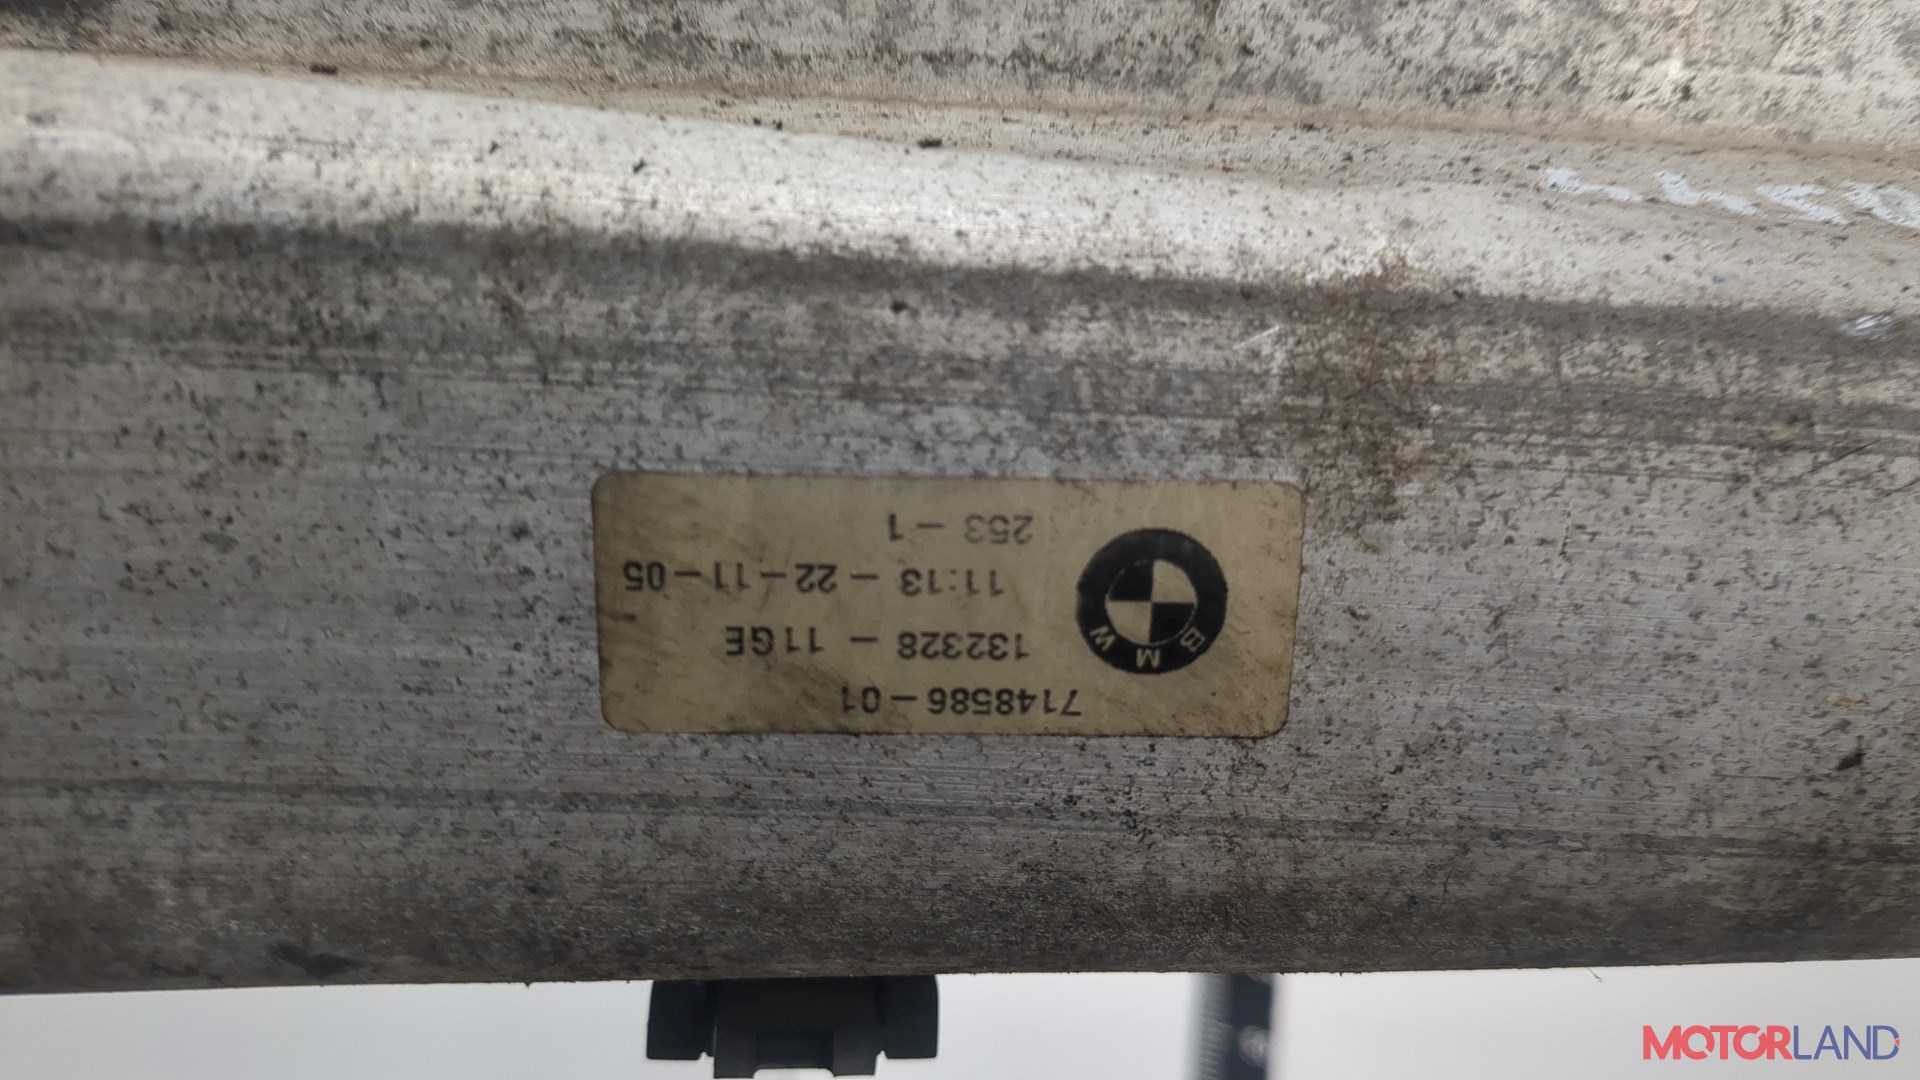 7148586-01
132328 - 11GE
11:13 - 22-11-05
253 - 1
BMW
MOTORLAND